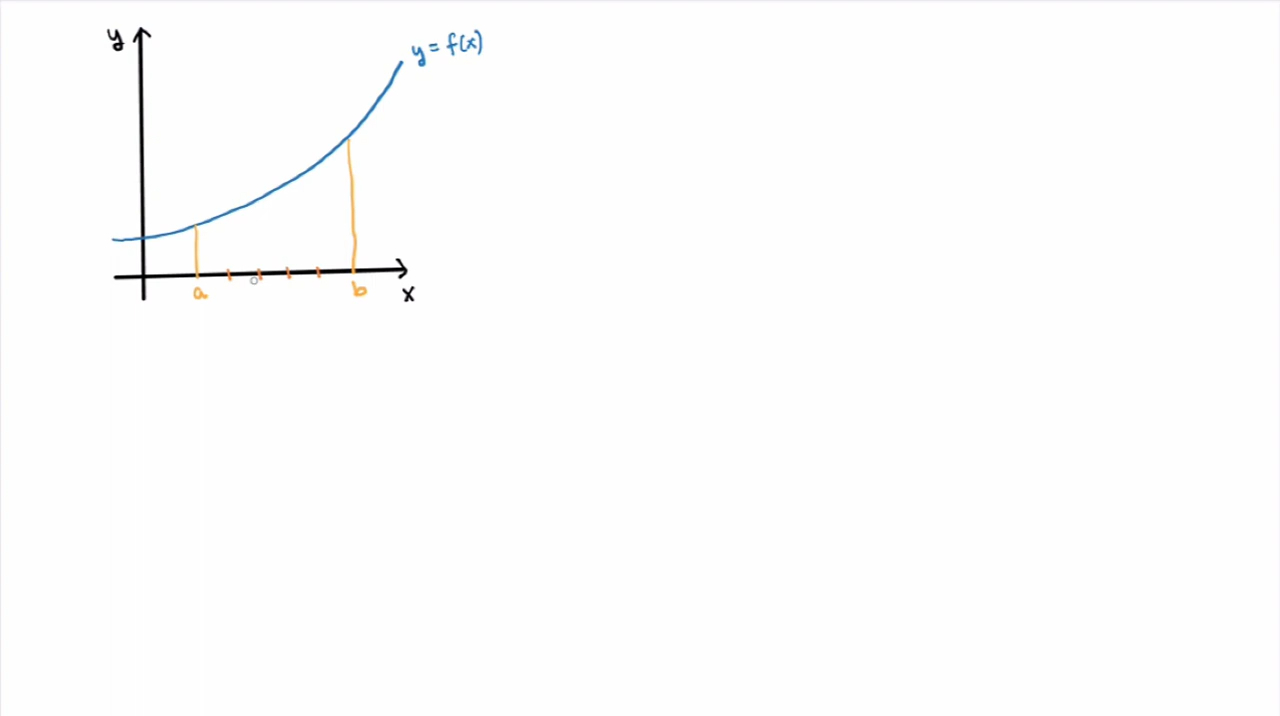 y
y = f(x)
a
b
x